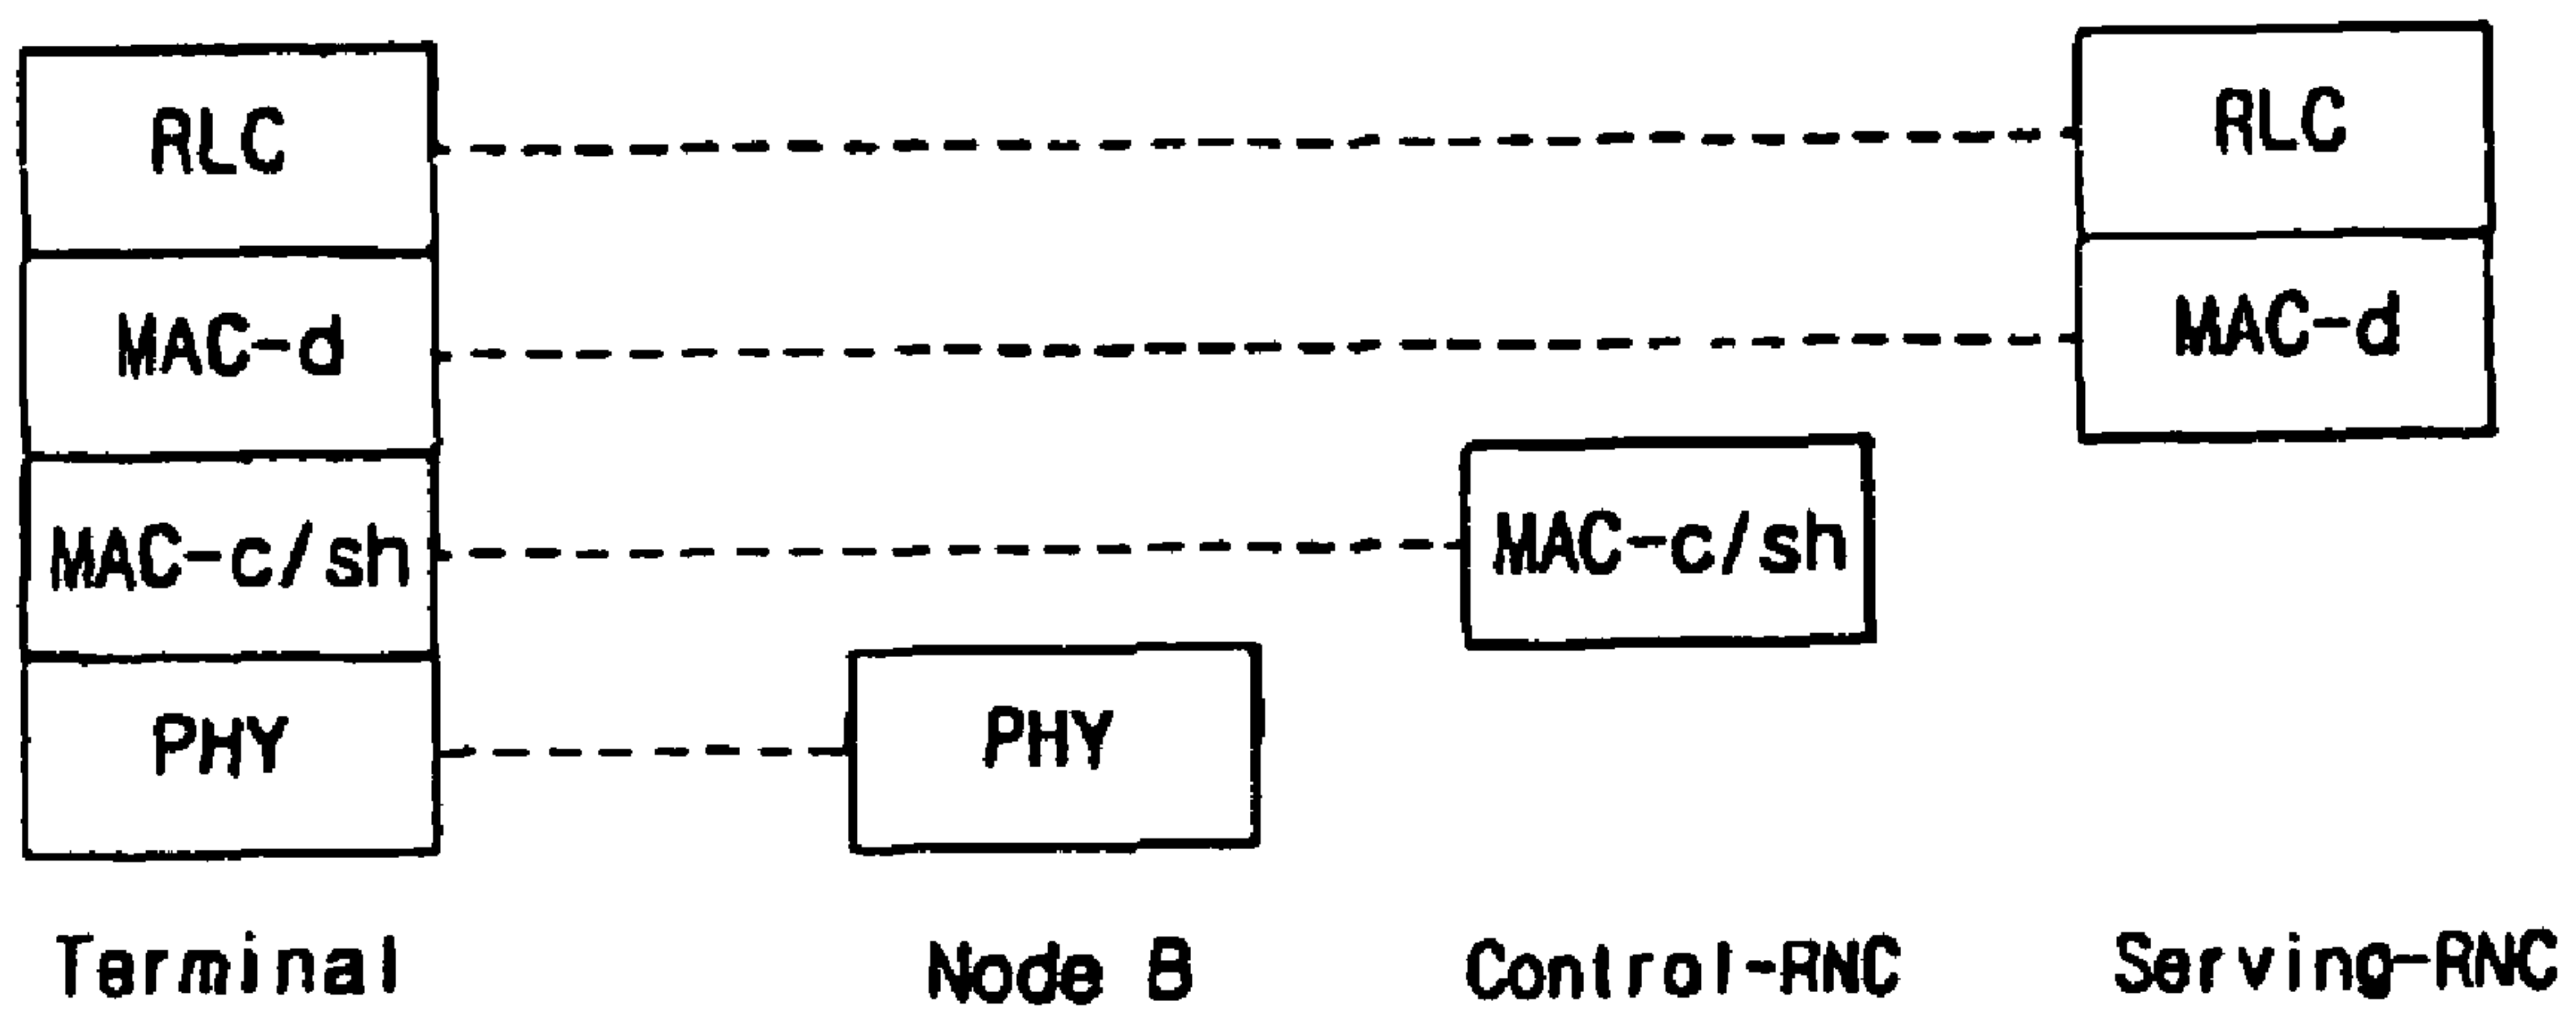 RLC
RLC
MAC-d
MAC-d
MAC-c/sh
MAC-c/sh
PHY
PHY
Terminal
Node B
Control-RNC
Serving-RNC